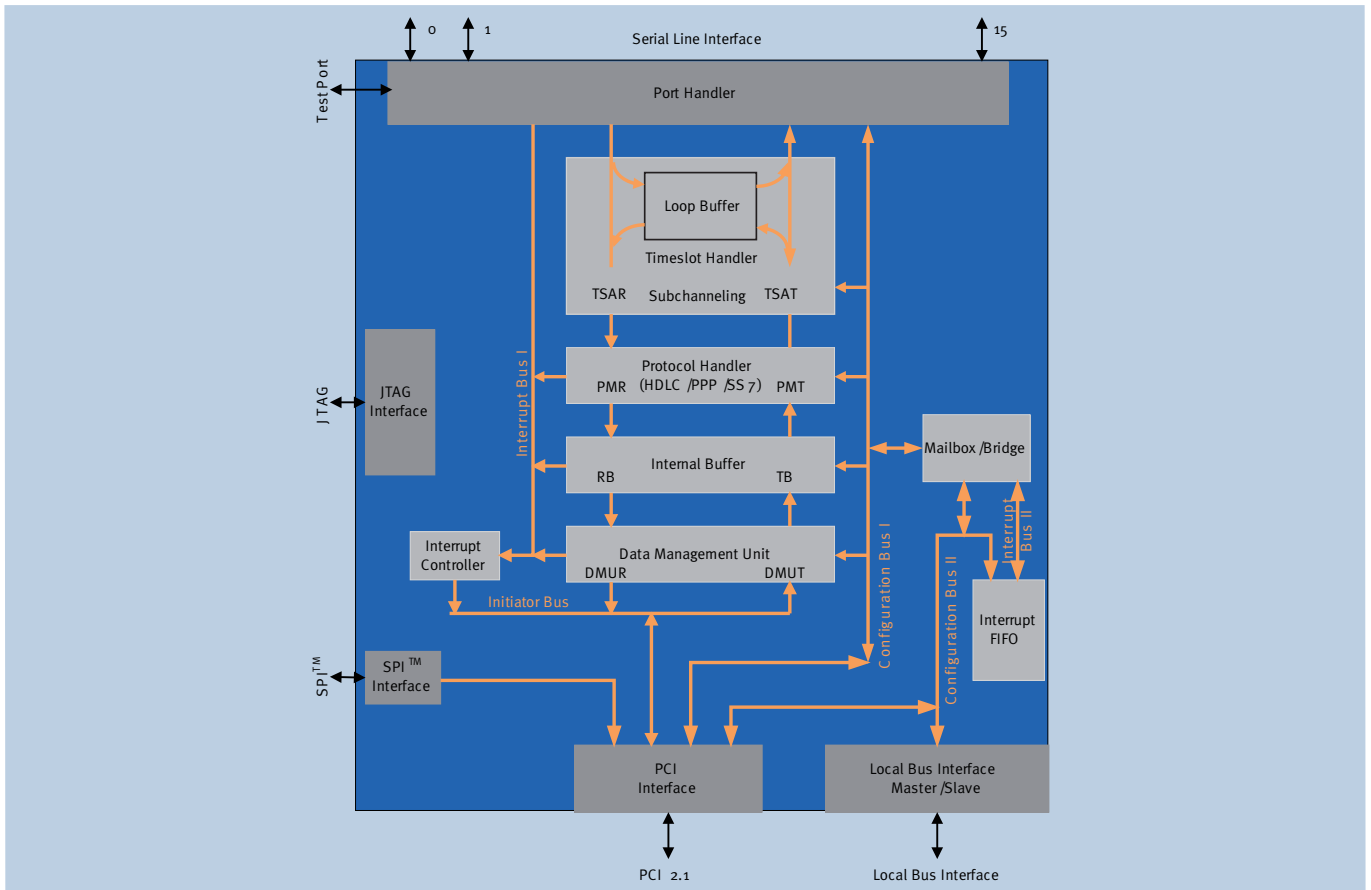 0
1
15
Serial Line Interface
Test Port
Port Handler
Loop Buffer
Timeslot Handler
TSAR
Subchanneling
TSAT
Interrupt Bus I
Protocol Handler
(HDLC /PPP /SS 7)
PMR
PMT
JTAG
JTAG
Interface
Internal Buffer
RB
TB
Mailbox /Bridge
Interrupt
Bus II
Interrupt
Controller
Data Management Unit
DMUR
DMUT
Initiator Bus
Configuration Bus I
Configuration Bus II
Interrupt
FIFO
SPI™
SPI ™
Interface
PCI
Interface
Local Bus Interface
Master /Slave
PCI 2.1
Local Bus Interface